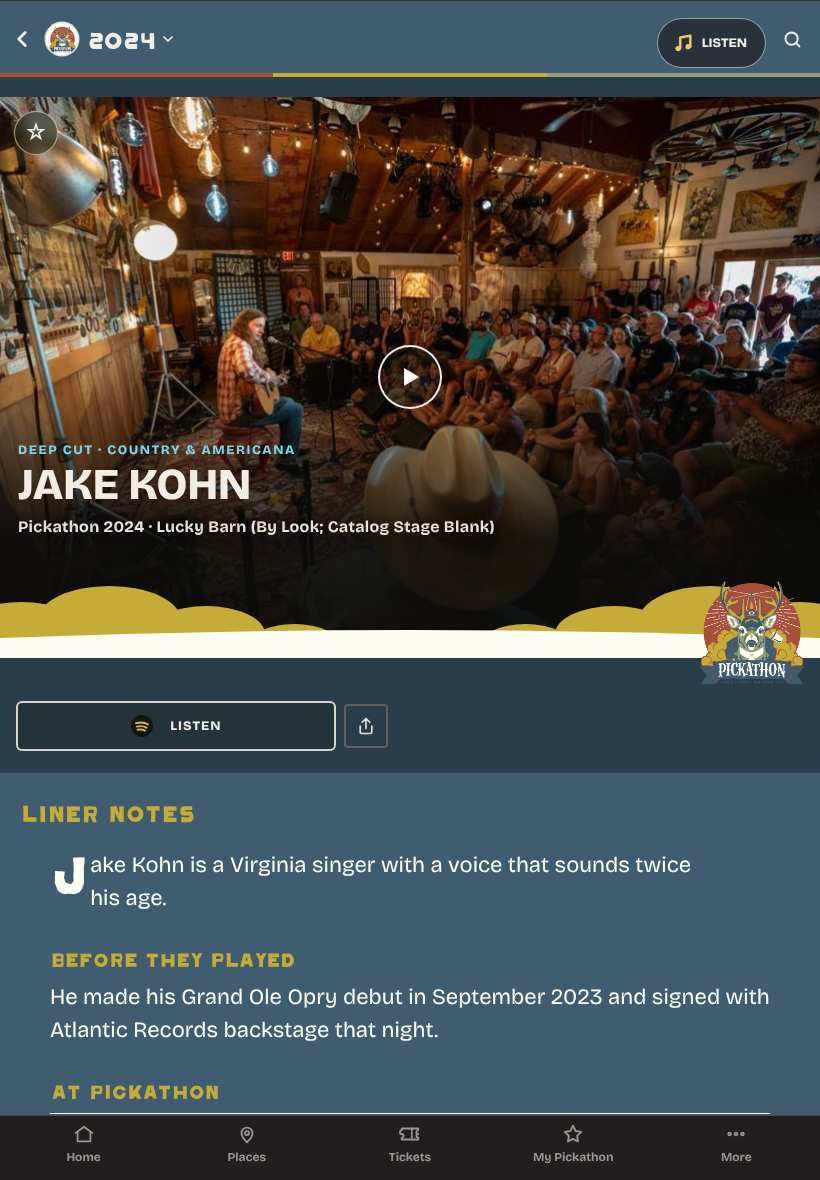 2024
LISTEN
EXIT
DEEP CUT · COUNTRY & AMERICANA
JAKE KOHN
Pickathon 2024 · Lucky Barn (By Look; Catalog Stage Blank)
PICKATHON
LISTEN
LINER NOTES
Jake Kohn is a Virginia singer with a voice that sounds twice
his age.
BEFORE THEY PLAYED
He made his Grand Ole Opry debut in September 2023 and signed with
Atlantic Records backstage that night.
AT PICKATHON
Home
Places
Tickets
My Pickathon
More